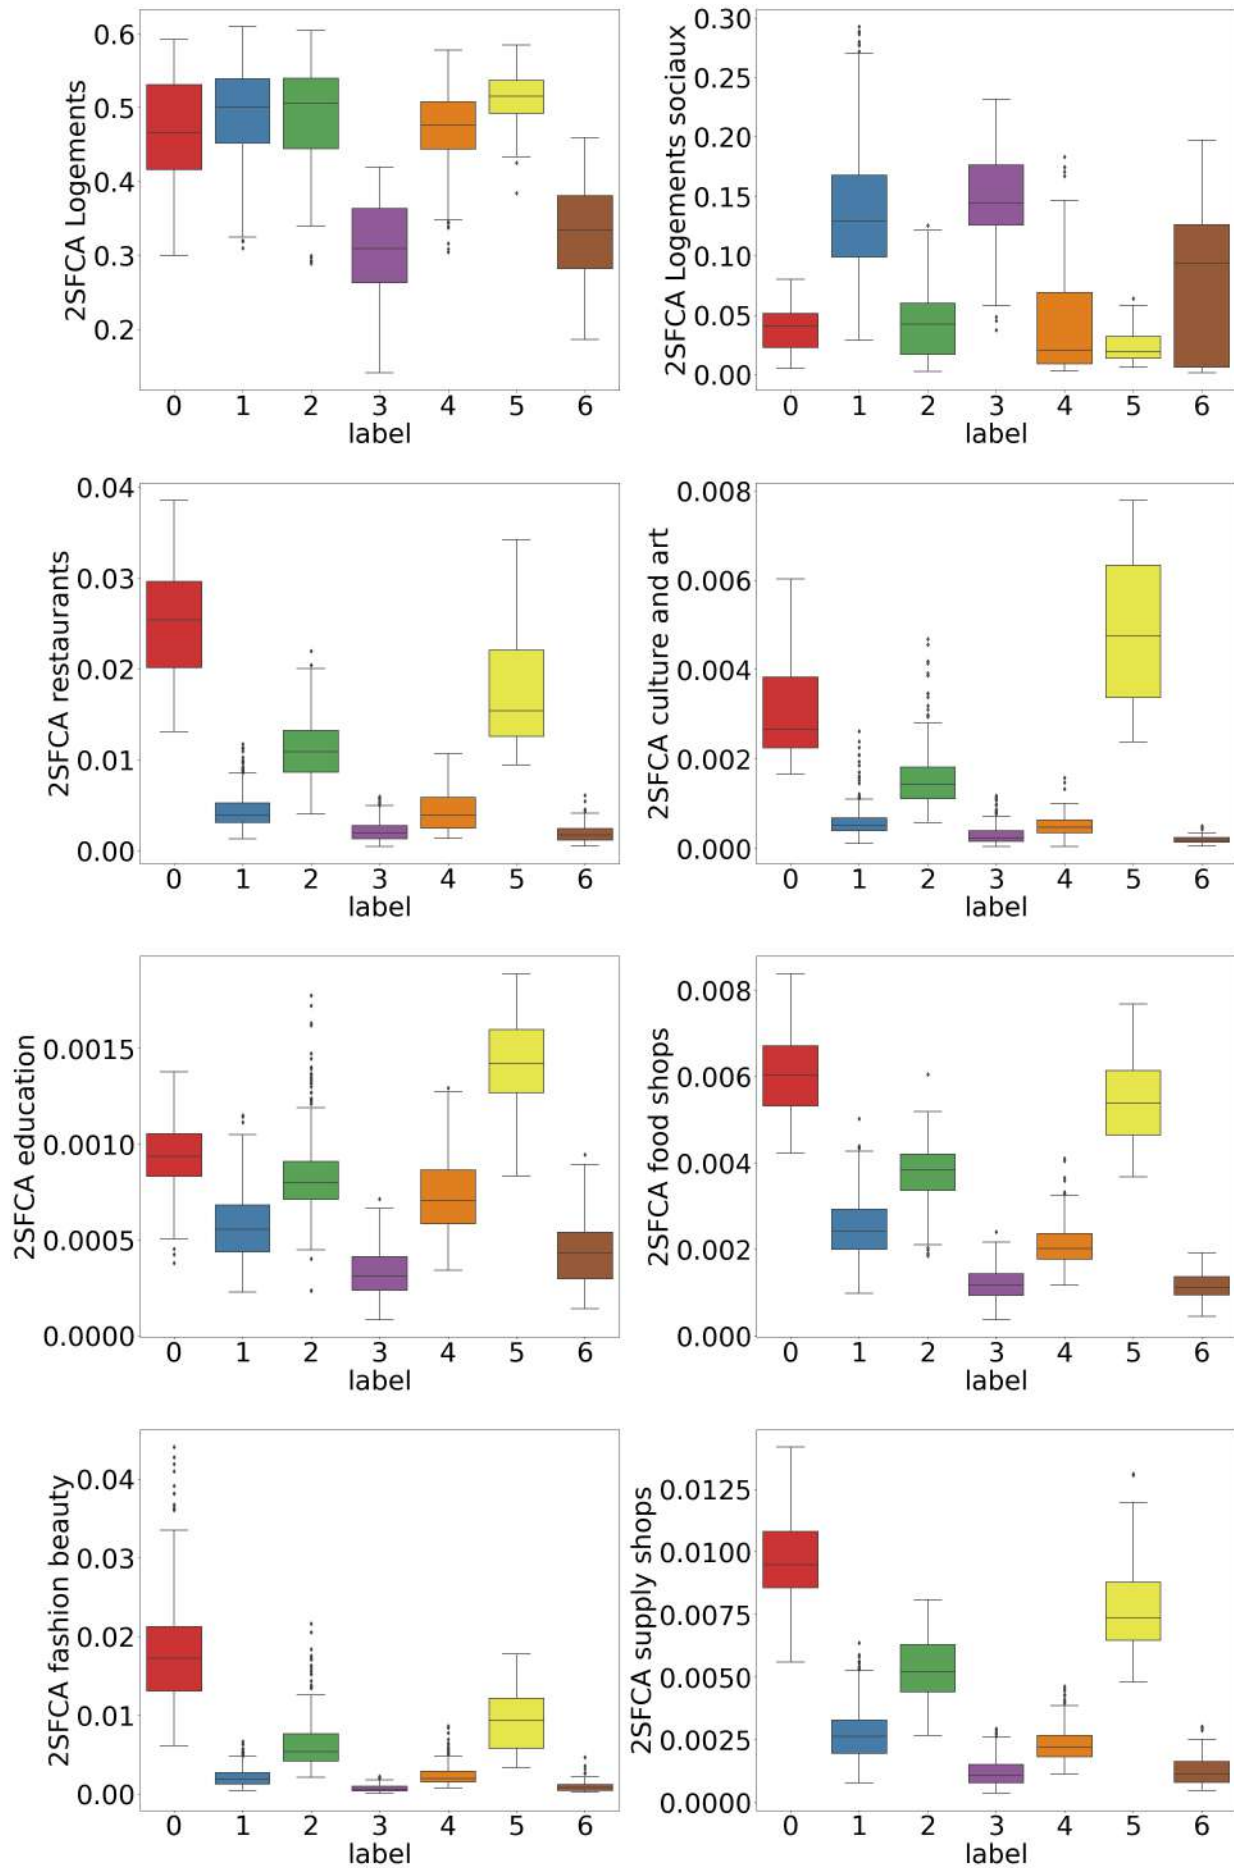 2SFCA Logements
0.6
0.5
0.4
0.3
0.2
0 1 2 3 4 5 6
label
2SFCA Logements sociaux
0.30
0.25
0.20
0.15
0.10
0.05
0.00
0 1 2 3 4 5 6
label
2SFCA restaurants
0.04
0.03
0.02
0.01
0.00
0 1 2 3 4 5 6
label
2SFCA culture and art
0.008
0.006
0.004
0.002
0.000
0 1 2 3 4 5 6
label
2SFCA education
0.0015
0.0010
0.0005
0.0000
0 1 2 3 4 5 6
label
2SFCA food shops
0.008
0.006
0.004
0.002
0.000
0 1 2 3 4 5 6
label
2SFCA fashion beauty
0.04
0.03
0.02
0.01
0.00
0 1 2 3 4 5 6
label
2SFCA supply shops
0.0125
0.0100
0.0075
0.0050
0.0025
0.0000
0 1 2 3 4 5 6
label